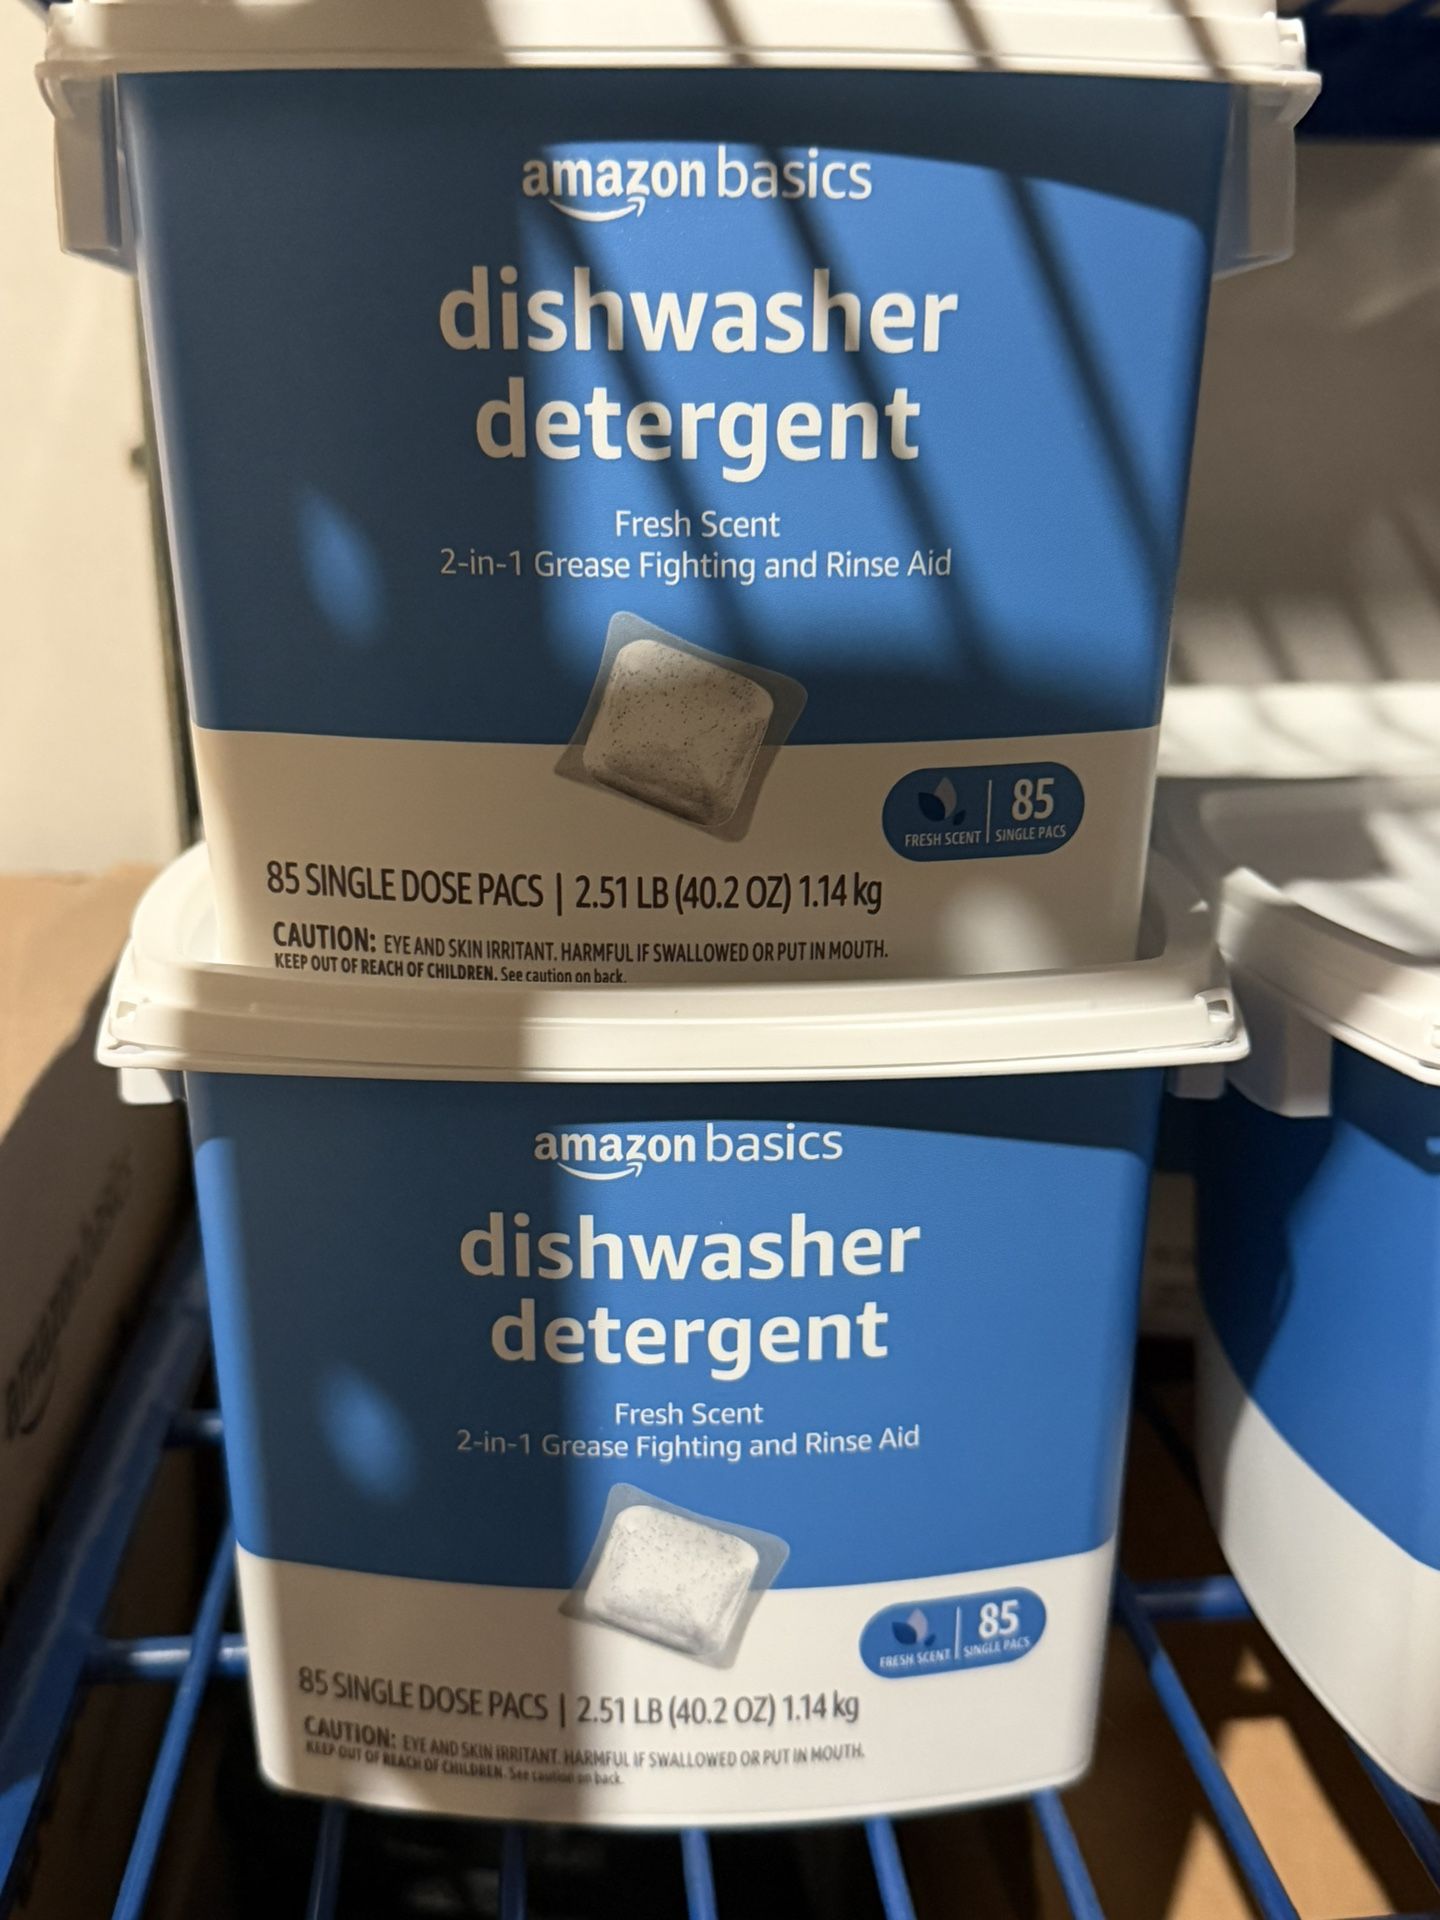 amazon basics
dishwasher
detergent
Fresh Scent
2-in-1 Grease Fighting and Rinse Aid
FRESH SCENT | 85 SINGLE PACS
85 SINGLE DOSE PACS | 2.51 LB (40.2 OZ) 1.14 kg
CAUTION: EYE AND SKIN IRRITANT. HARMFUL IF SWALLOWED OR PUT IN MOUTH.
KEEP OUT OF REACH OF CHILDREN. See caution on back.
amazon basics
dishwasher
detergent
Fresh Scent
2-in-1 Grease Fighting and Rinse Aid
FRESH SCENT | 85 SINGLE PACS
85 SINGLE DOSE PACS | 2.51 LB (40.2 OZ) 1.14 kg
CAUTION: EYE AND SKIN IRRITANT. HARMFUL IF SWALLOWED OR PUT IN MOUTH.
KEEP OUT OF REACH OF CHILDREN. See caution on back.
amazon basics